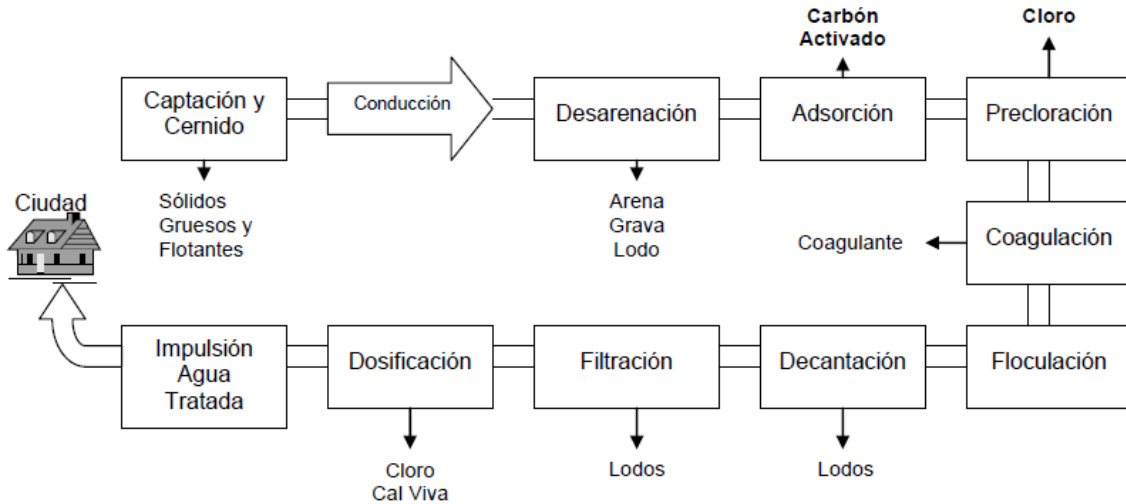 Carbón
Activado
Cloro
Captación y
Cernido
Conducción
Desarenación
Adsorción
Precloración
Ciudad
Sólidos
Gruesos y
Flotantes
Arena
Grava
Lodo
Coagulante
Coagulación
Impulsión
Agua
Tratada
Dosificación
Filtración
Decantación
Floculación
Cloro
Cal Viva
Lodos
Lodos